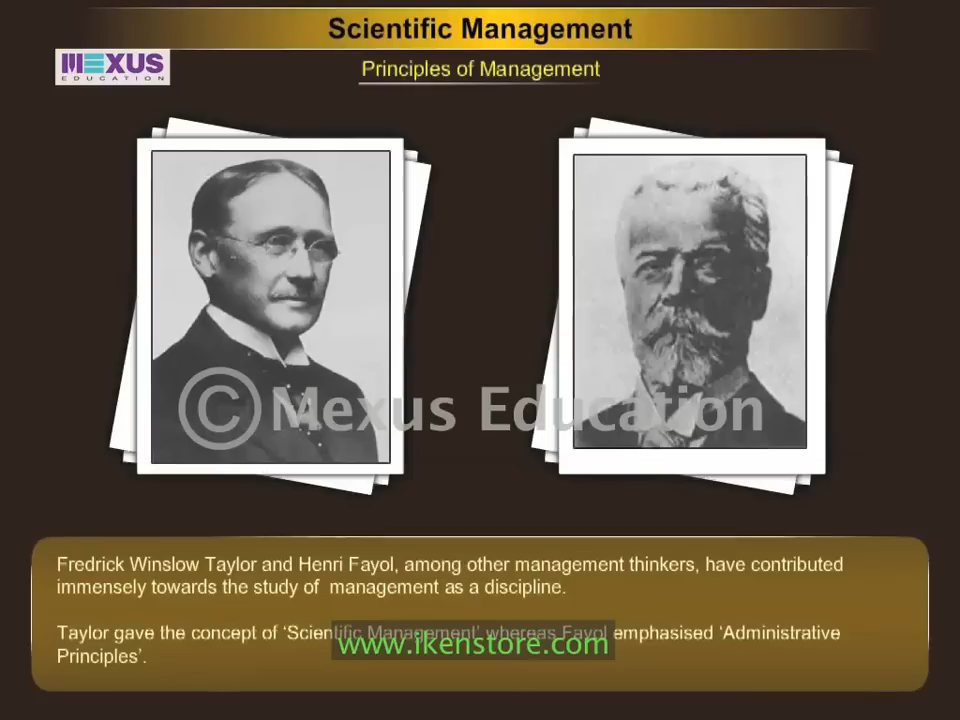 Scientific Management
MEXUS
EDUCATION
Principles of Management
© Mexus Education
Fredrick Winslow Taylor and Henri Fayol, among other management thinkers, have contributed
immensely towards the study of management as a discipline.
Taylor gave the concept of ‘Scientific Management’ whereas Fayol emphasised ‘Administrative
www.ikenstore.com
Principles’.